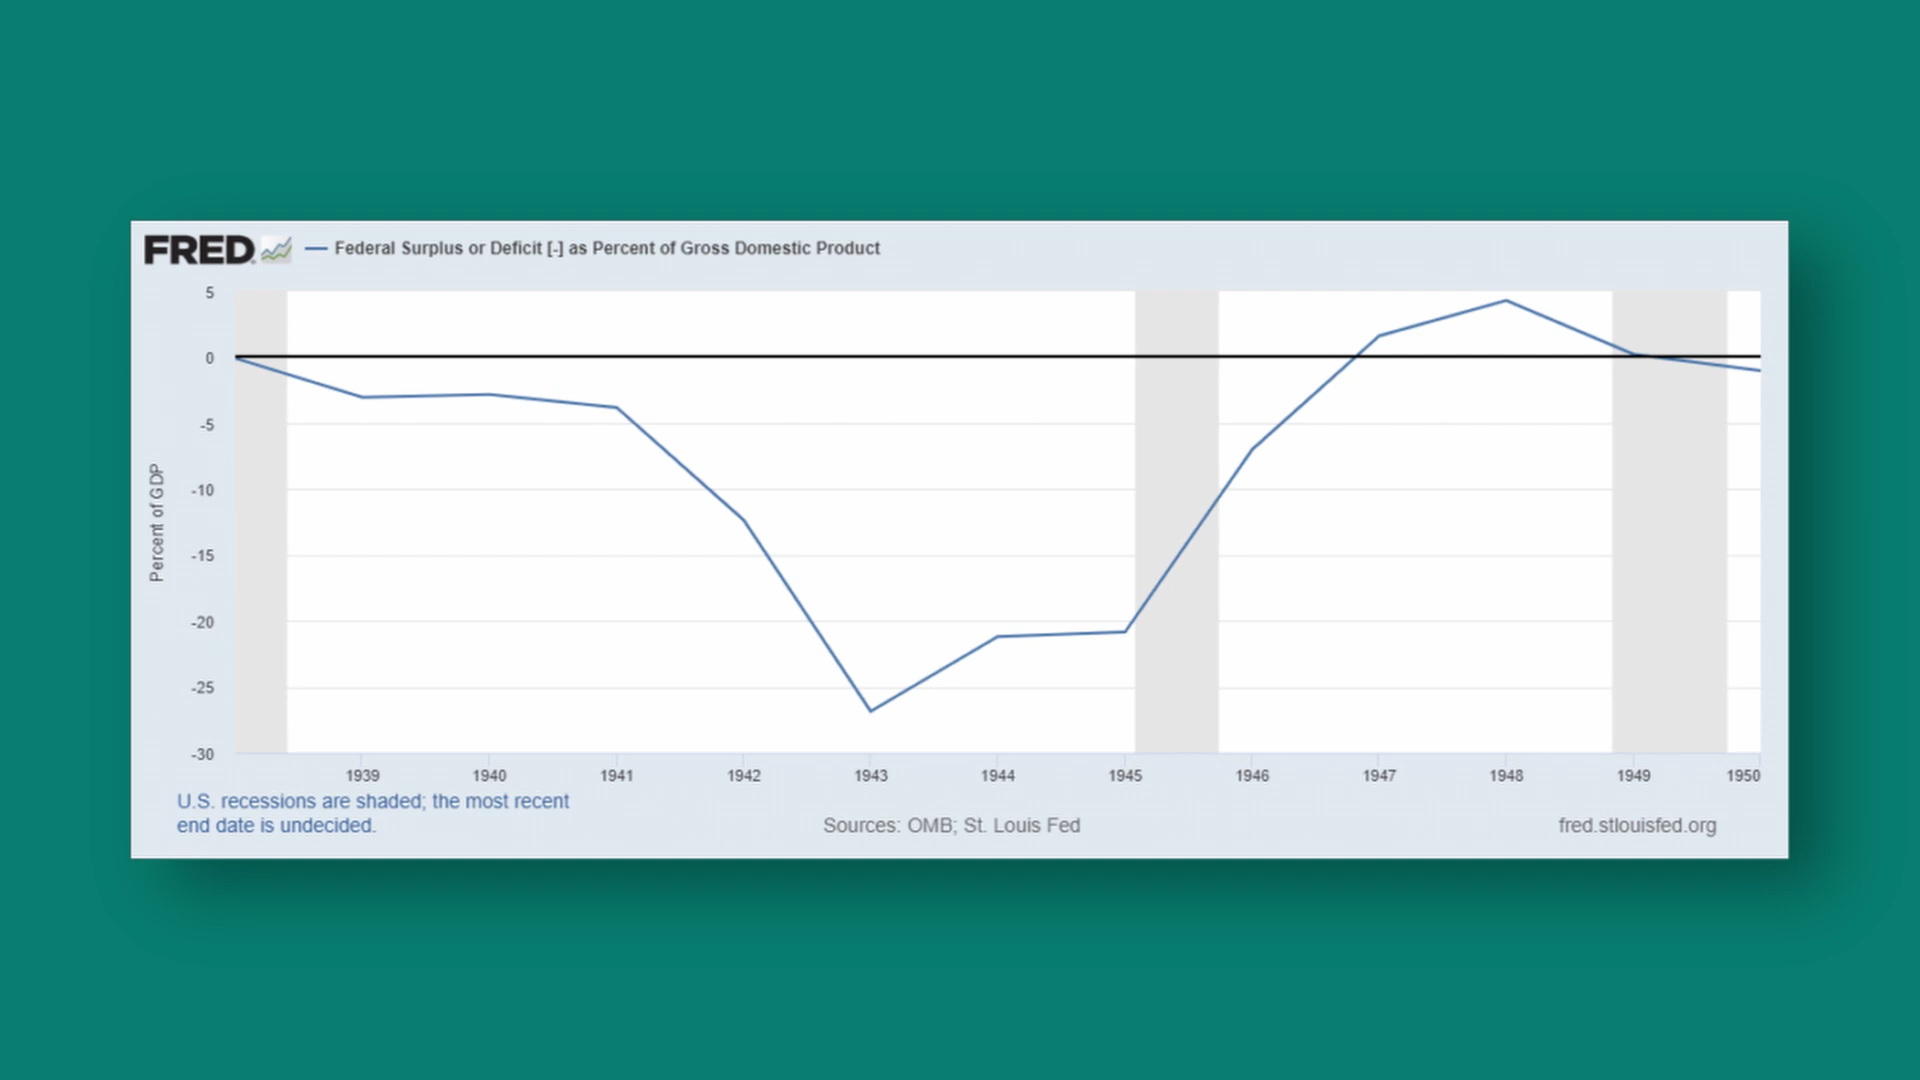 FRED Federal Surplus or Deficit [-] as Percent of Gross Domestic Product
5
0
-5
-10
-15
-20
-25
-30
Percent of GDP
1939 1940 1941 1942 1943 1944 1945 1946 1947 1948 1949 1950
U.S. recessions are shaded; the most recent
end date is undecided.
Sources: OMB; St. Louis Fed
fred.stlouisfed.org